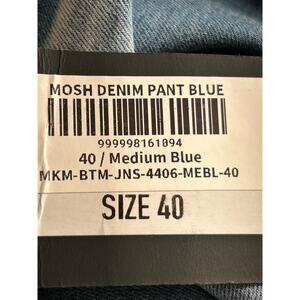 MOSH DENIM PANT BLUE
999998161094
40 / Medium Blue
MKM-BTM-JNS-4406-MEBL-40
SIZE 40